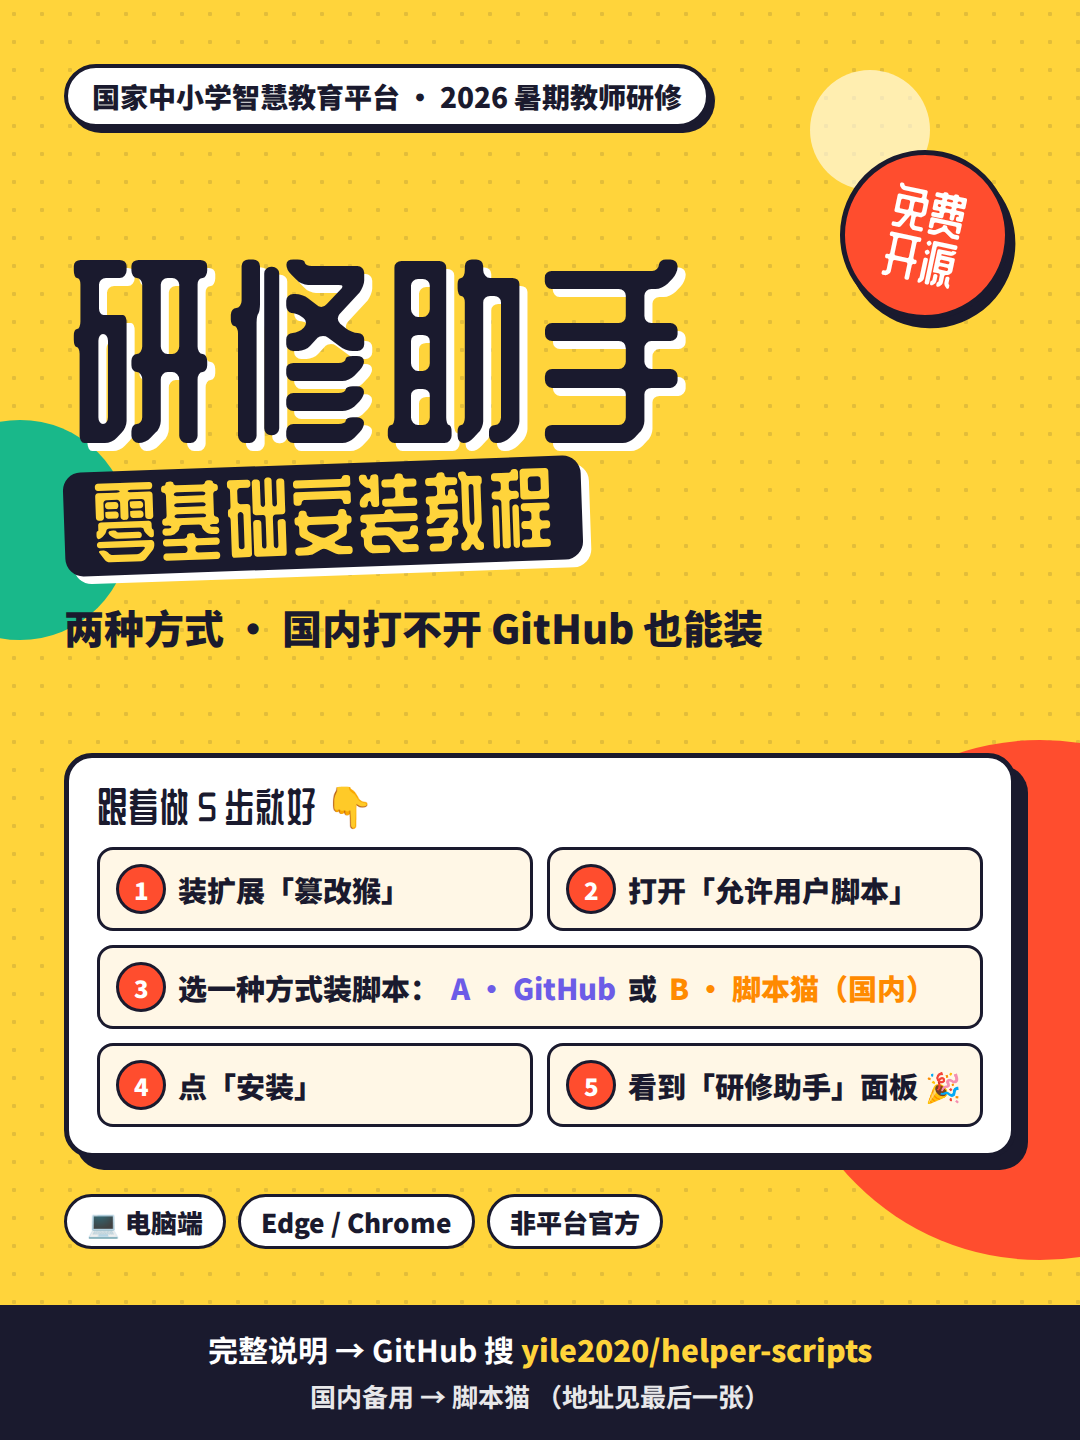 国家中小学智慧教育平台 · 2026 暑期教师研修
免费
开源
研修助手
零基础安装教程
两种方式 · 国内打不开 GitHub 也能装
跟着做 5 步就好 👇
1 装扩展「篡改猴」
2 打开「允许用户脚本」
3 选一种方式装脚本： A · GitHub 或 B · 脚本猫（国内）
4 点「安装」
5 看到「研修助手」面板 🎉
💻 电脑端
Edge / Chrome
非平台官方
完整说明 → GitHub 搜 yile2020/helper-scripts
国内备用 → 脚本猫 （地址见最后一张）